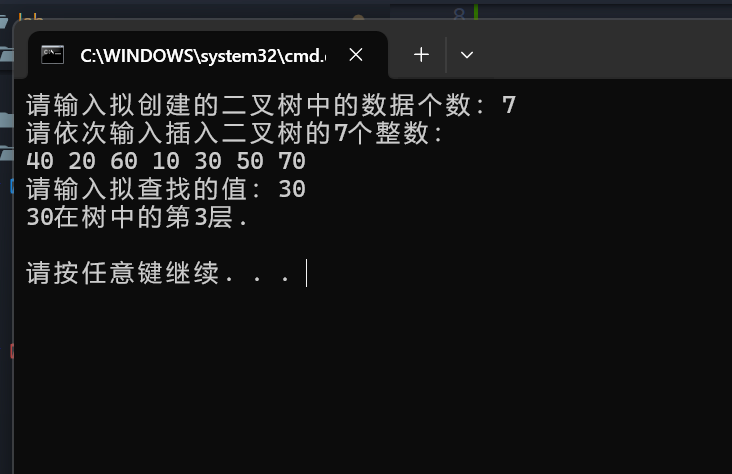 lab
8
C:\WINDOWS\system32\cmd.
请输入拟创建的二叉树中的数据个数：7
请依次输入插入二叉树的7个整数：
40 20 60 10 30 50 70
请输入拟查找的值：30
30在树中的第3层.
请按任意键继续. . .